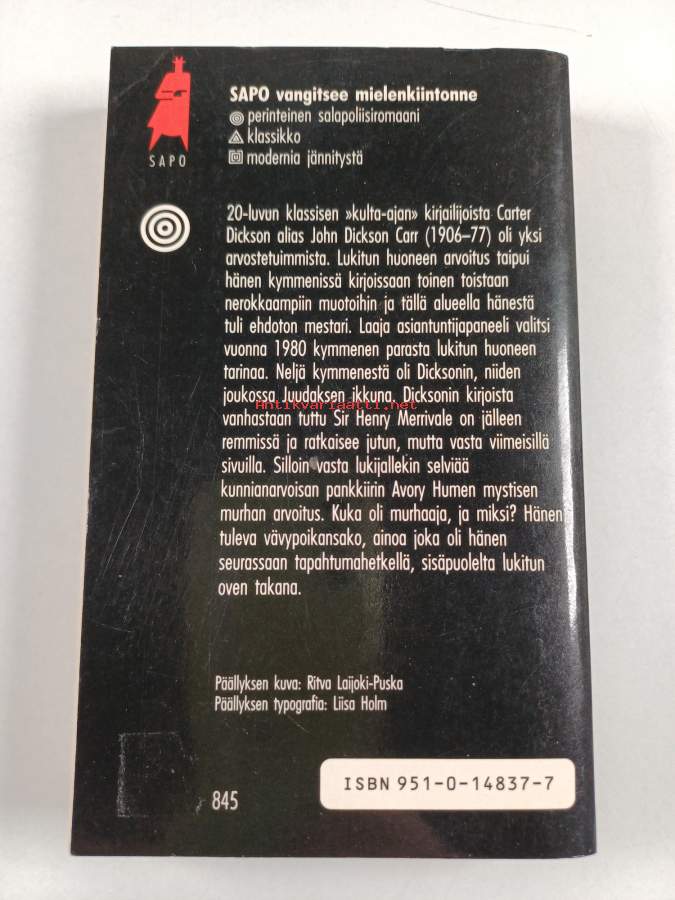 SAPO
SAPO vangitsee mielenkiintonne
perinteinen salapoliisiromaani
klassikko
modernia jännitystä
20-luvun klassisen »kulta-ajan» kirjailijoista Carter
Dickson alias John Dickson Carr (1906–77) oli yksi
arvostetuimmista. Lukitun huoneen arvoitus taipui
hänen kymmenissä kirjoissaan toinen toistaan
nerokkaampiin muotoihin ja tällä alueella hänestä
tuli ehdoton mestari. Laaja asiantuntijapaneeli valitsi
vuonna 1980 kymmenen parasta lukitun huoneen
tarinaa. Neljä kymmenestä oli Dicksonin, niiden
joukossa Juudaksen ikkuna. Dicksonin kirjoista
Antikvariaatti.net
vanhastaan tuttu Sir Henry Merrivale on jälleen
remmissä ja ratkaisee jutun, mutta vasta viimeisillä
sivuilla. Silloin vasta lukijallekin selviää
kunnianarvoisan pankkiirin Avory Humen mystisen
murhan arvoitus. Kuka oli murhaaja, ja miksi? Hänen
tuleva vävypoikansako, ainoa joka oli hänen
seurassaan tapahtumahetkellä, sisäpuolelta lukitun
oven takana.
Päällyksen kuva: Ritva Laijoki-Puska
Päällyksen typografia: Liisa Holm
ISBN 951-0-14837-7
845